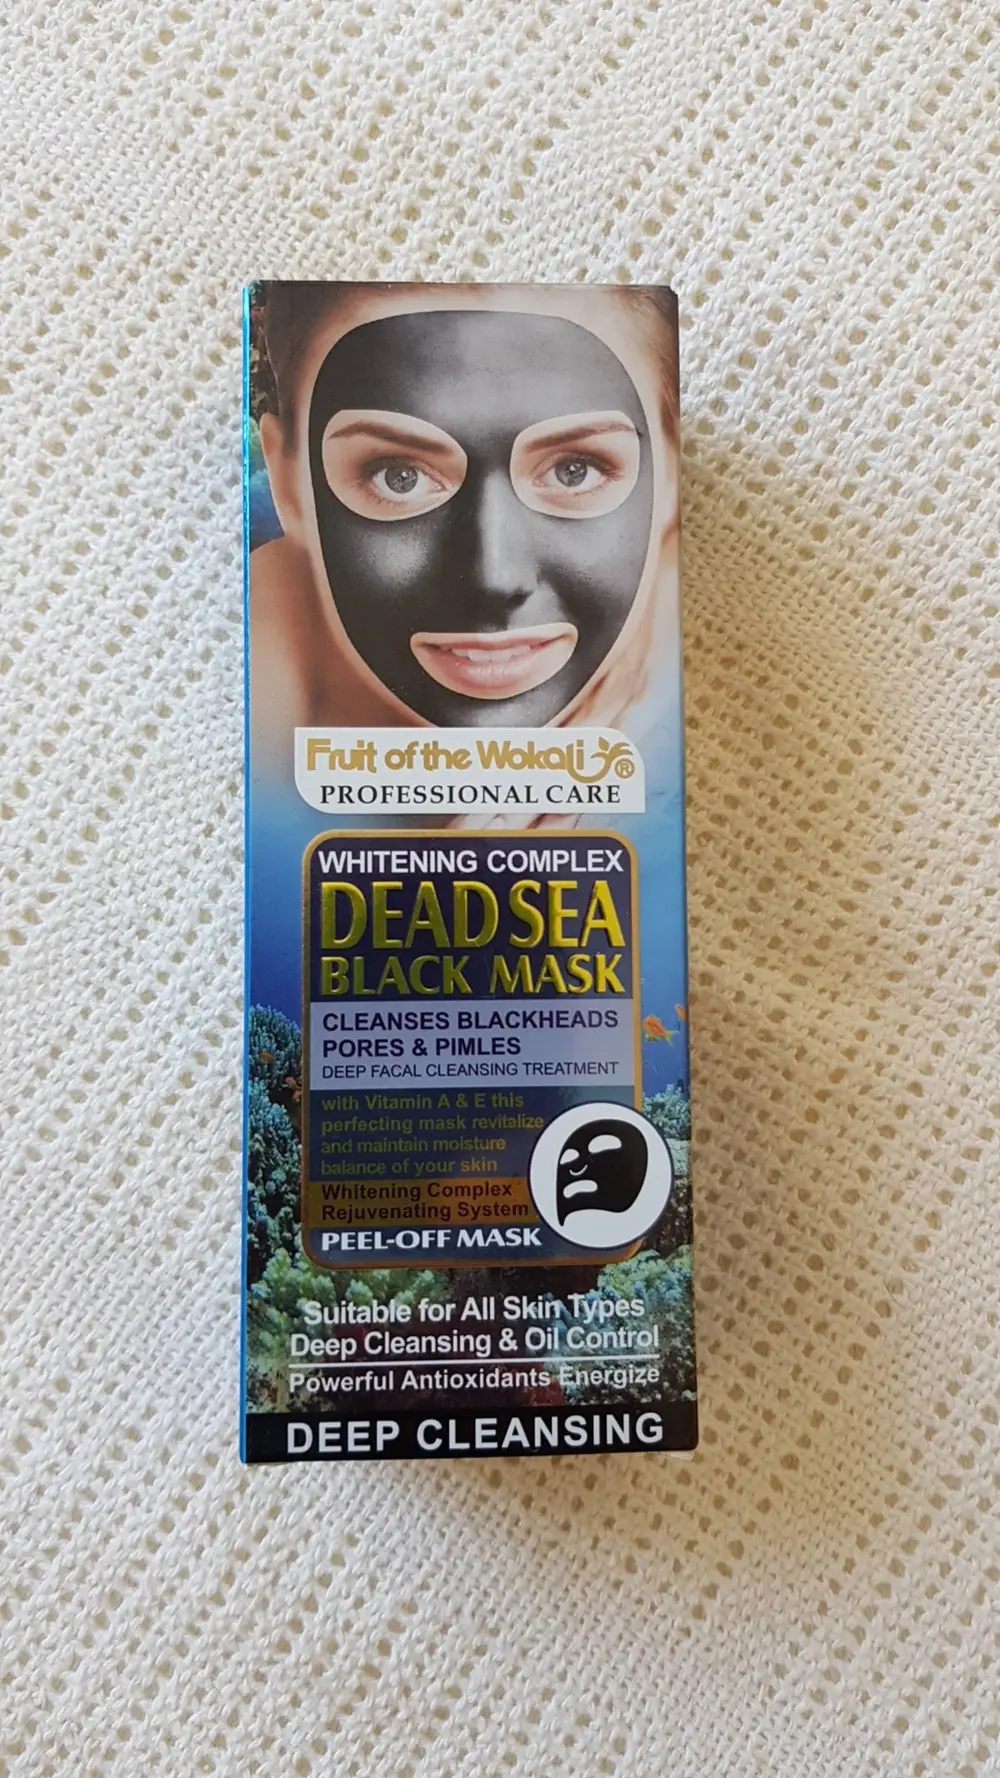 Fruit of the Wokali ®
PROFESSIONAL CARE
WHITENING COMPLEX
DEAD SEA
BLACK MASK
CLEANSES BLACKHEADS
PORES & PIMLES
DEEP FACAL CLEANSING TREATMENT
with Vitamin A & E this
perfecting mask revitalize
and maintain moisture
balance of your skin
Whitening Complex
Rejuvenating System
PEEL-OFF MASK
Suitable for All Skin Types
Deep Cleansing & Oil Control
Powerful Antioxidants Energize
DEEP CLEANSING